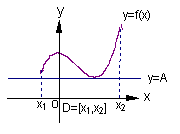 y
y=f(x)
y=A
x₁
0
D=[x₁,x₂]
x₂
x